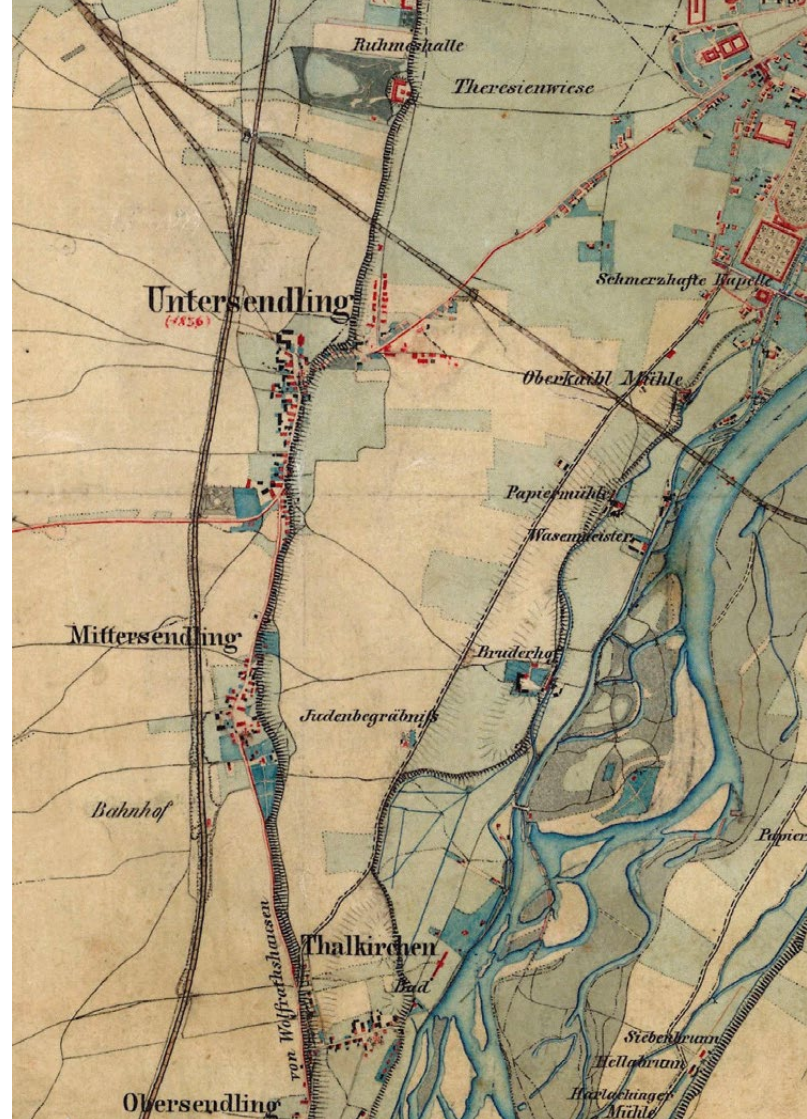 Ruhmeshalle
Theresienwiese
Schmerzhafte Kapelle
Untersendling
(1856)
Oberkaibl Mühle
Papiermühle
Wasenmeister
Mittersendling
Bruderhof
Judenbegräbniſs
Bahnhof
Papier
von Wolfrathshausen
Thalkirchen
Bad
Siebenbrunn
Hellabrunn
Harlachinger
Mühle
Obersendling